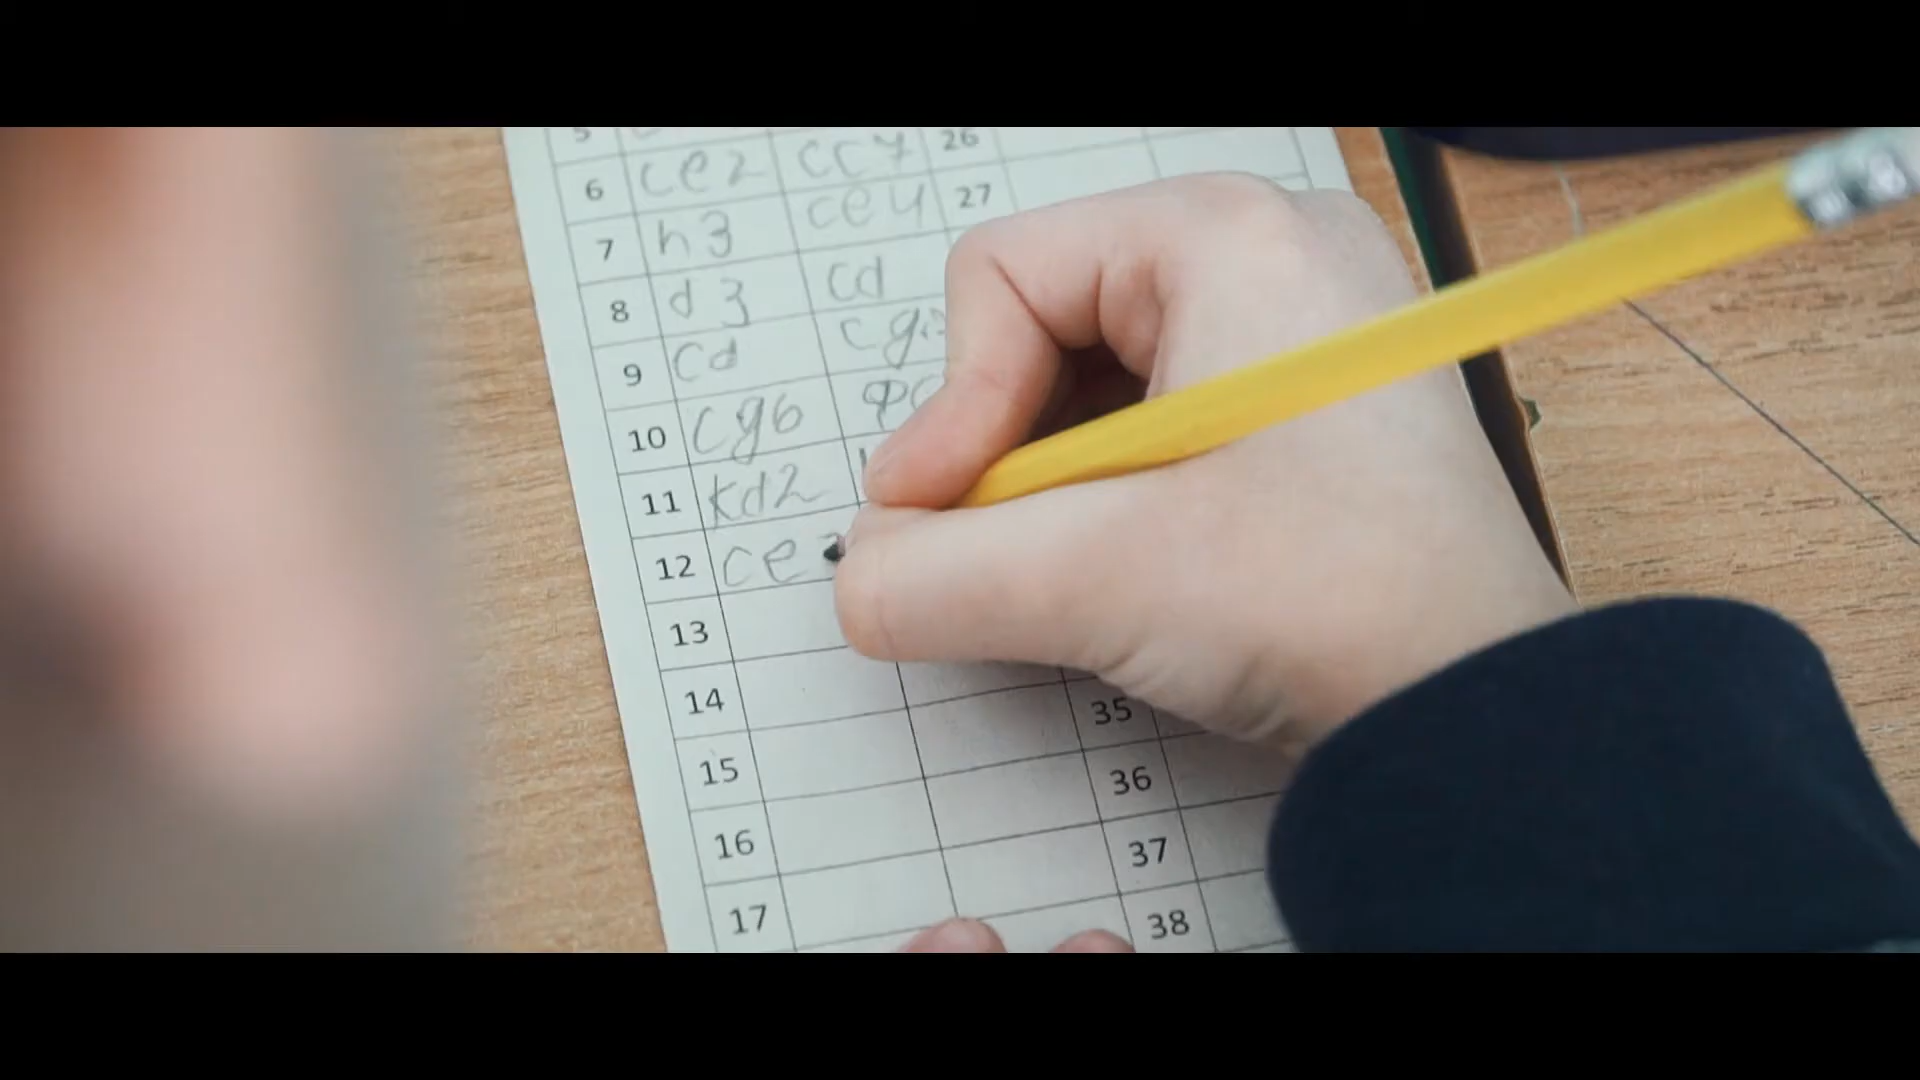 5 26
6 ce2 cc7 27
7 h3 ce4
8 d3 cd
9 cd
10 cg6
11 kd2
12 ce
13
14 35
15 36
16 37
17 38